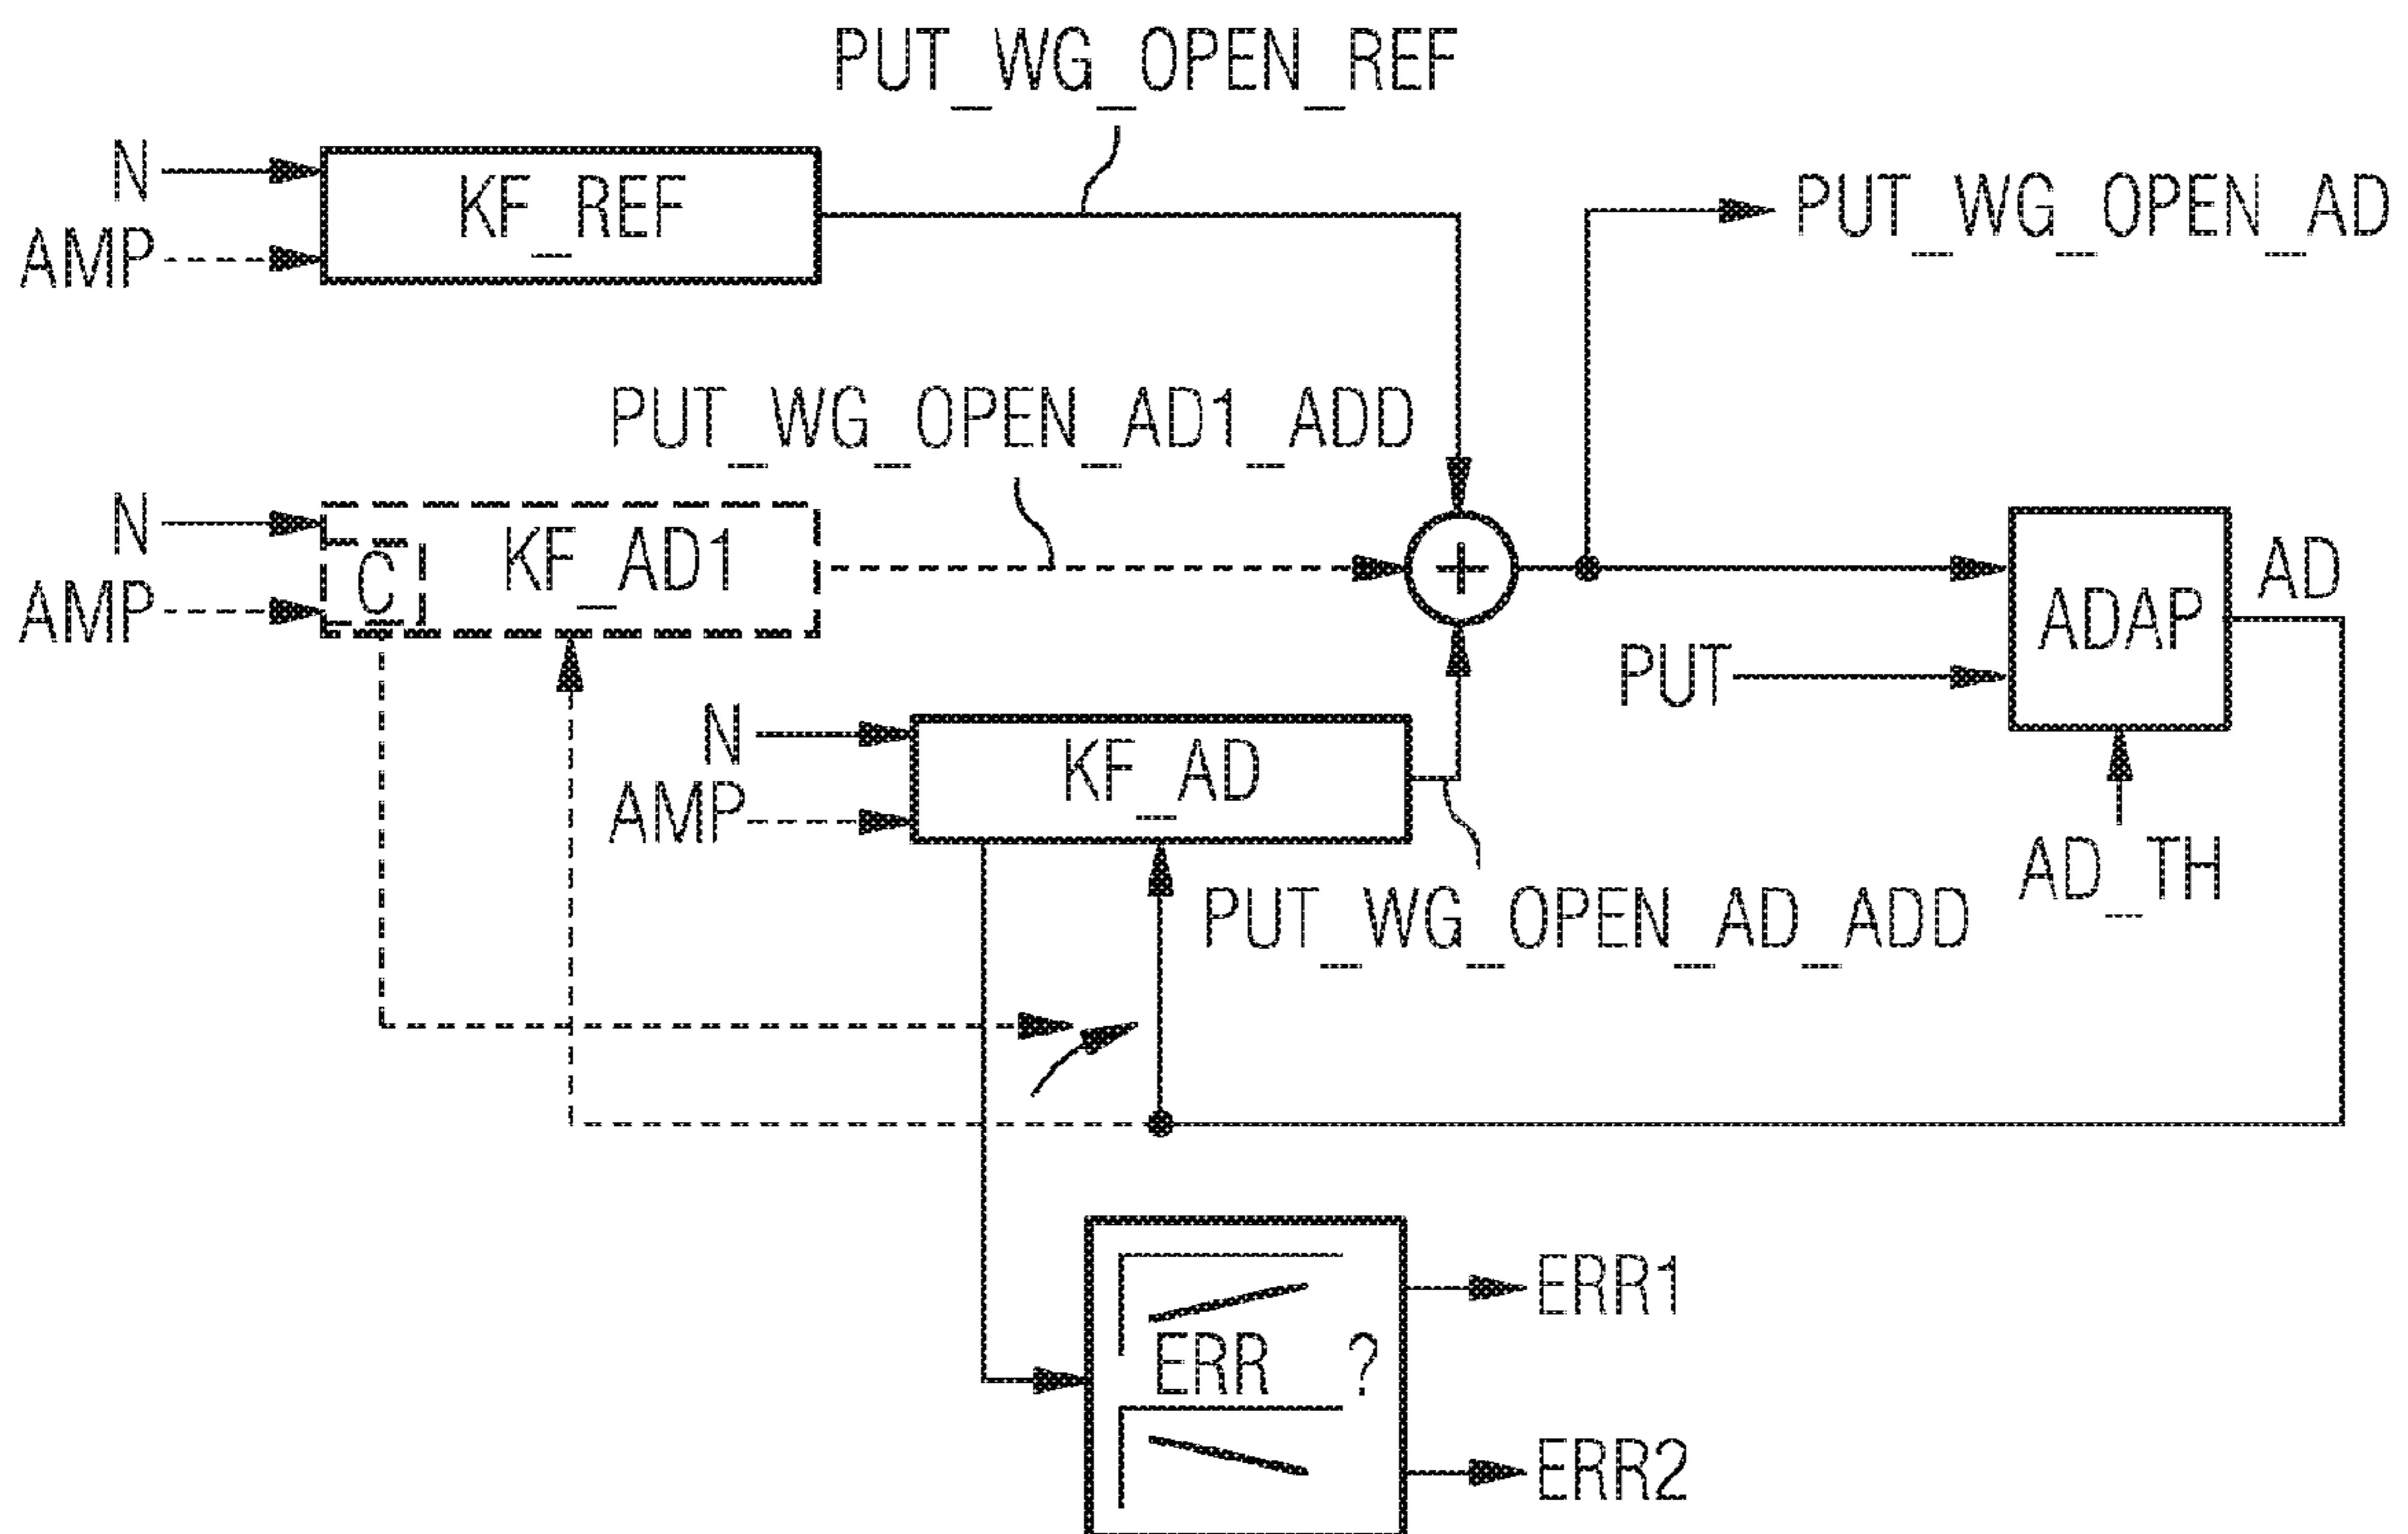 PUT_WG_OPEN_REF
N
KF_REF
AMP
PUT_WG_OPEN_AD
PUT_WG_OPEN_AD1_ADD
N
C
KF_AD1
AMP
+
AD
ADAP
PUT
N
KF_AD
AMP
AD_TH
PUT_WG_OPEN_AD_ADD
ERR1
ERR ?
ERR2